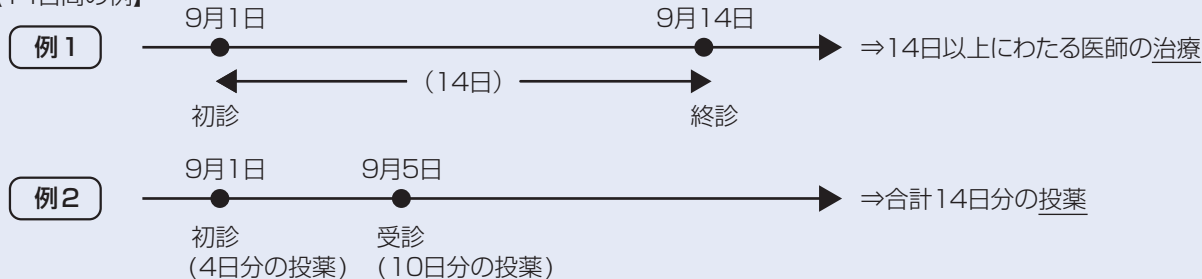 9月1日 9月14日
例1 ⇒14日以上にわたる医師の治療
(14日)
初診 終診
9月1日 9月5日
例2 ⇒合計14日分の投薬
初診 受診
(4日分の投薬) (10日分の投薬)